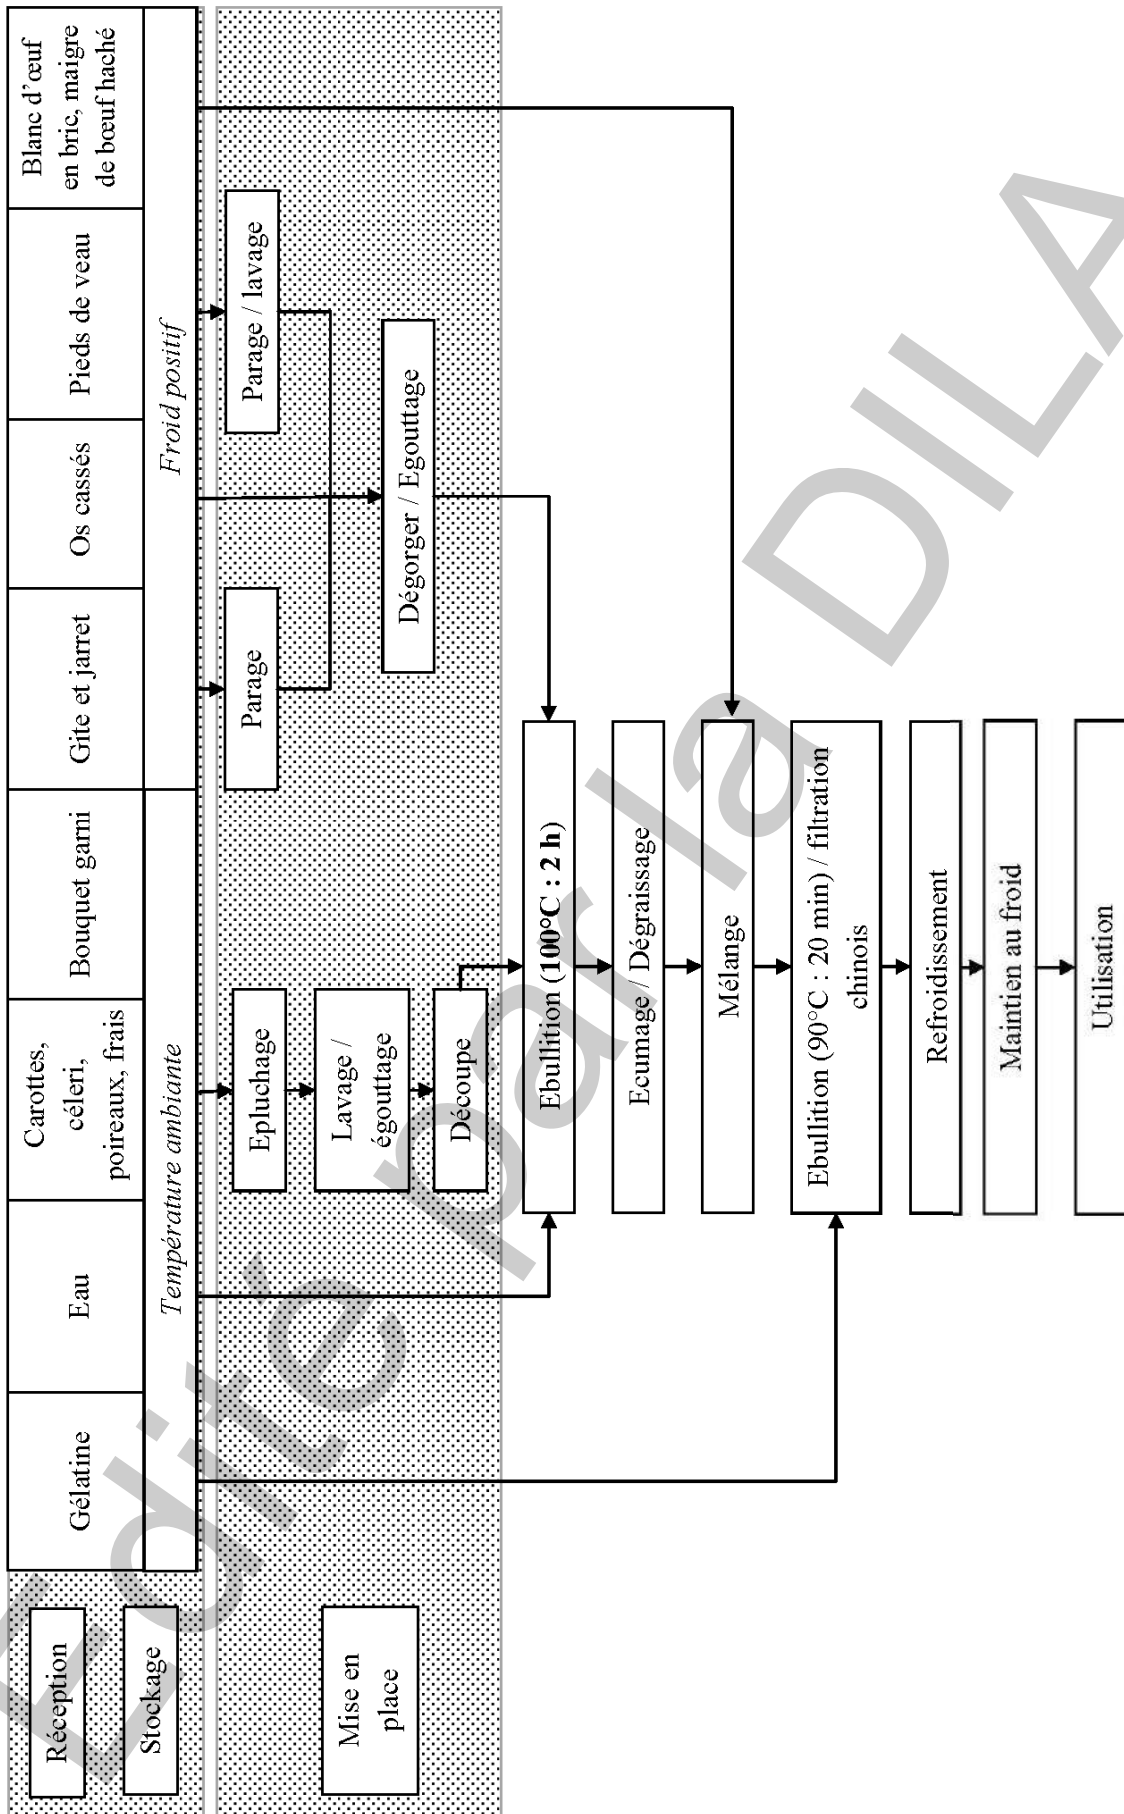 Réception
Gélatine
Eau
Carottes,
céleri,
poireaux, frais
Bouquet garni
Gite et jarret
Os cassés
Pieds de veau
Blanc d'œuf
en bric, maigre
de bœuf haché
Stockage
Température ambiante
Froid positif
Mise en
place
Epluchage
Parage
Parage / lavage
Lavage /
égouttage
Dégorger / Egouttage
Découpe
Ebullition (100°C : 2 h)
Ecumage / Dégraissage
Mélange
Ebullition (90°C : 20 min) / filtration
chinois
Refroidissement
Maintien au froid
Utilisation
Edité par la DILA